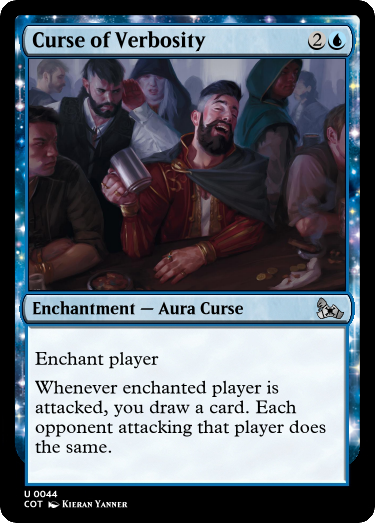 Curse of Verbosity 2
Enchantment — Aura Curse
Enchant player
Whenever enchanted player is
attacked, you draw a card. Each
opponent attacking that player does
the same.
U 0044
COT Kieran Yanner